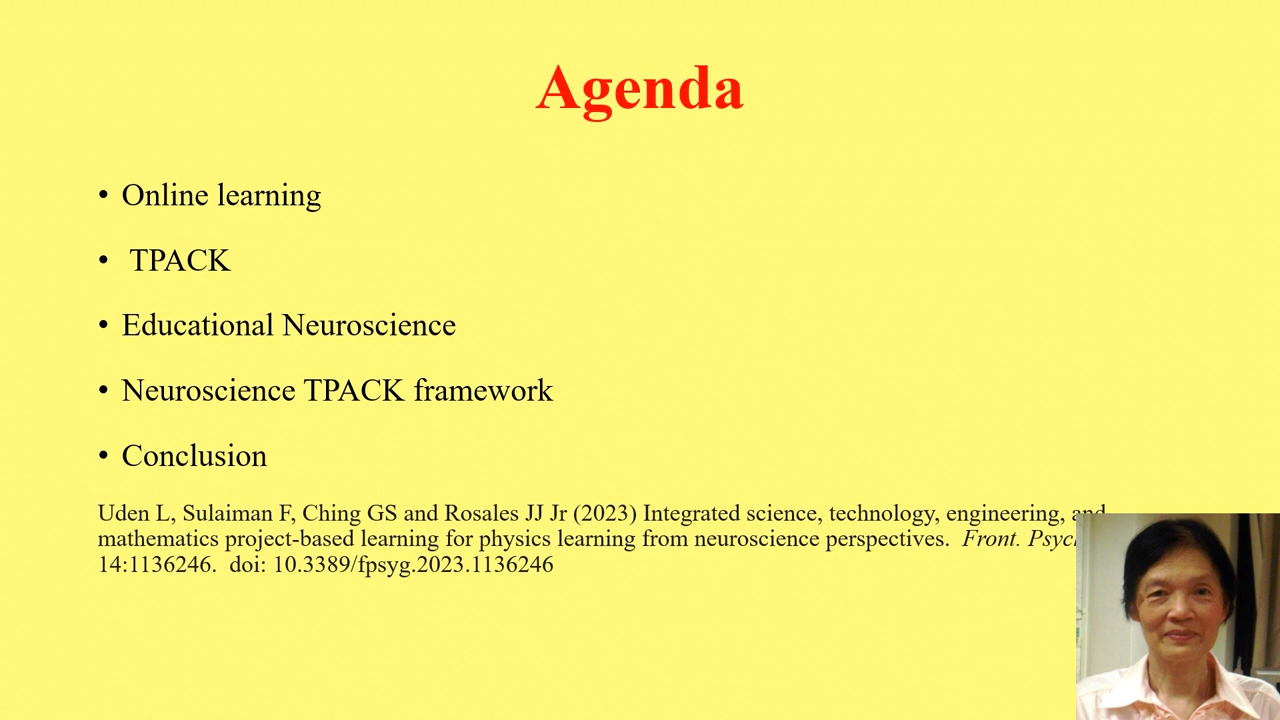 Agenda
• Online learning
• TPACK
• Educational Neuroscience
• Neuroscience TPACK framework
• Conclusion
Uden L, Sulaiman F, Ching GS and Rosales JJ Jr (2023) Integrated science, technology, engineering, and
mathematics project-based learning for physics learning from neuroscience perspectives. Front.
14:1136246. doi: 10.3389/fpsyg.2023.1136246